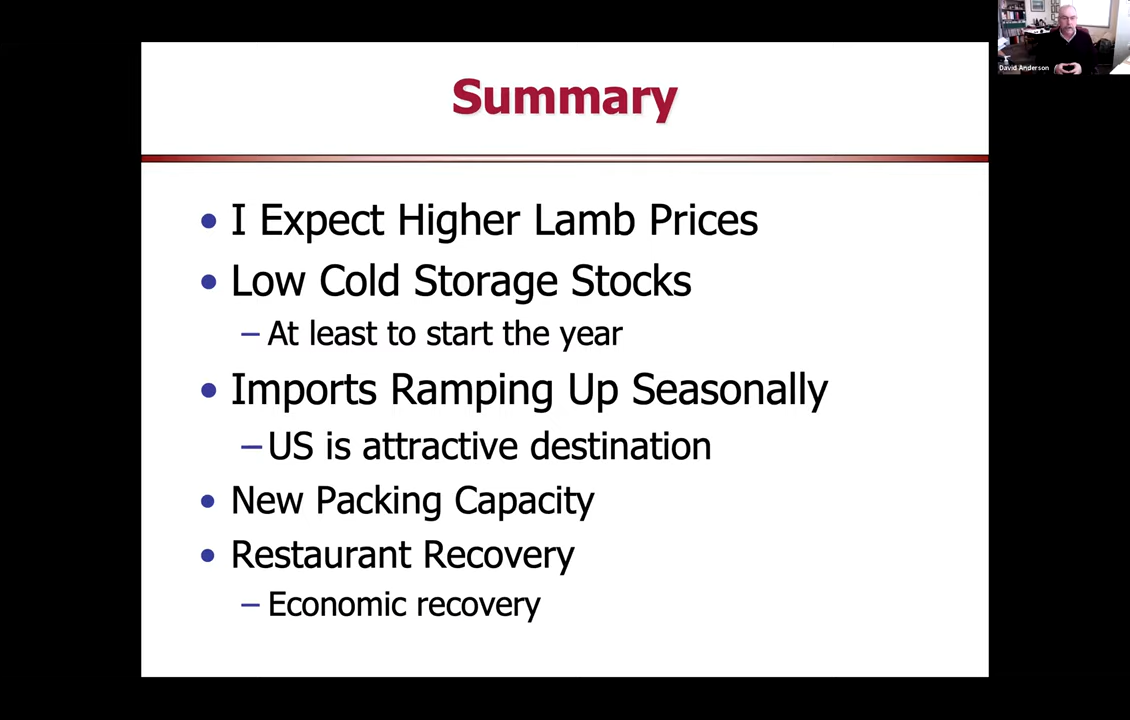 David Anderson
Summary
• I Expect Higher Lamb Prices
• Low Cold Storage Stocks
– At least to start the year
• Imports Ramping Up Seasonally
– US is attractive destination
• New Packing Capacity
• Restaurant Recovery
– Economic recovery